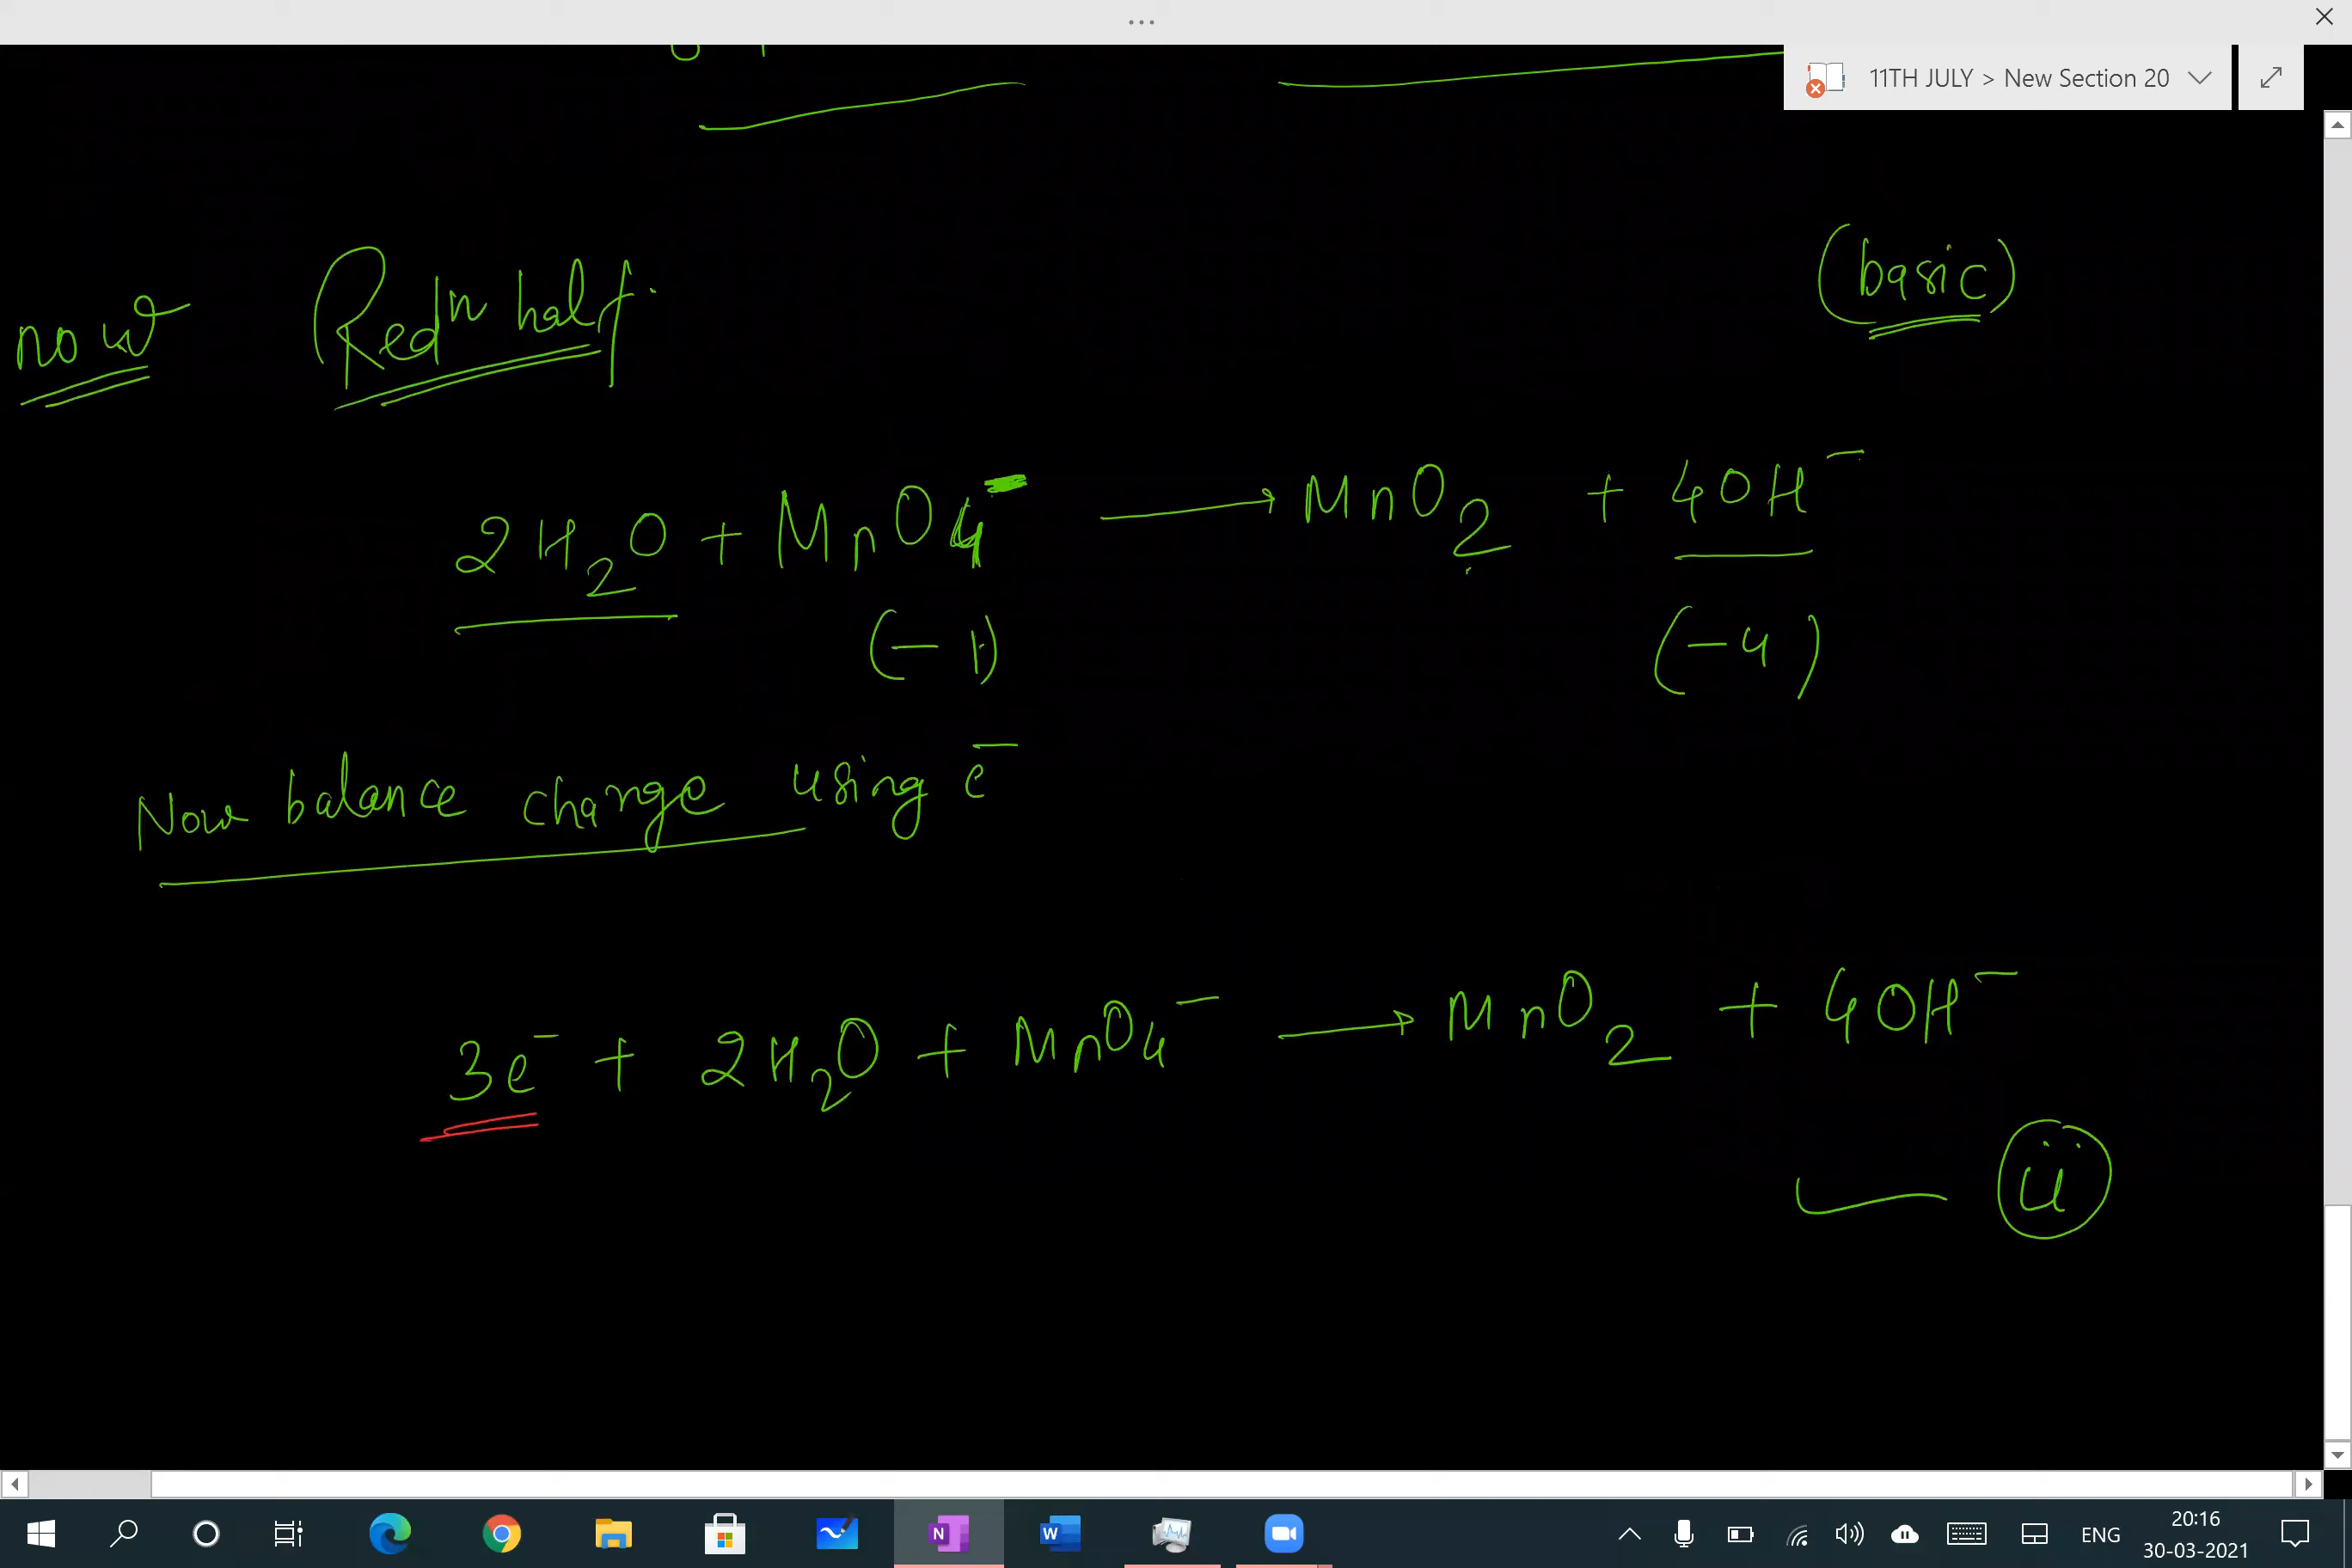 ...
11TH JULY > New Section 20
now Redⁿ half. (basic)
2H₂O + MnO₄⁻ → MnO₂ + 4OH⁻
(-1) (-4)
Now balance charge using e⁻
3e⁻ + 2H₂O + MnO₄⁻ → MnO₂ + 4OH⁻
ii
N W ENG 20:16
30-03-2021